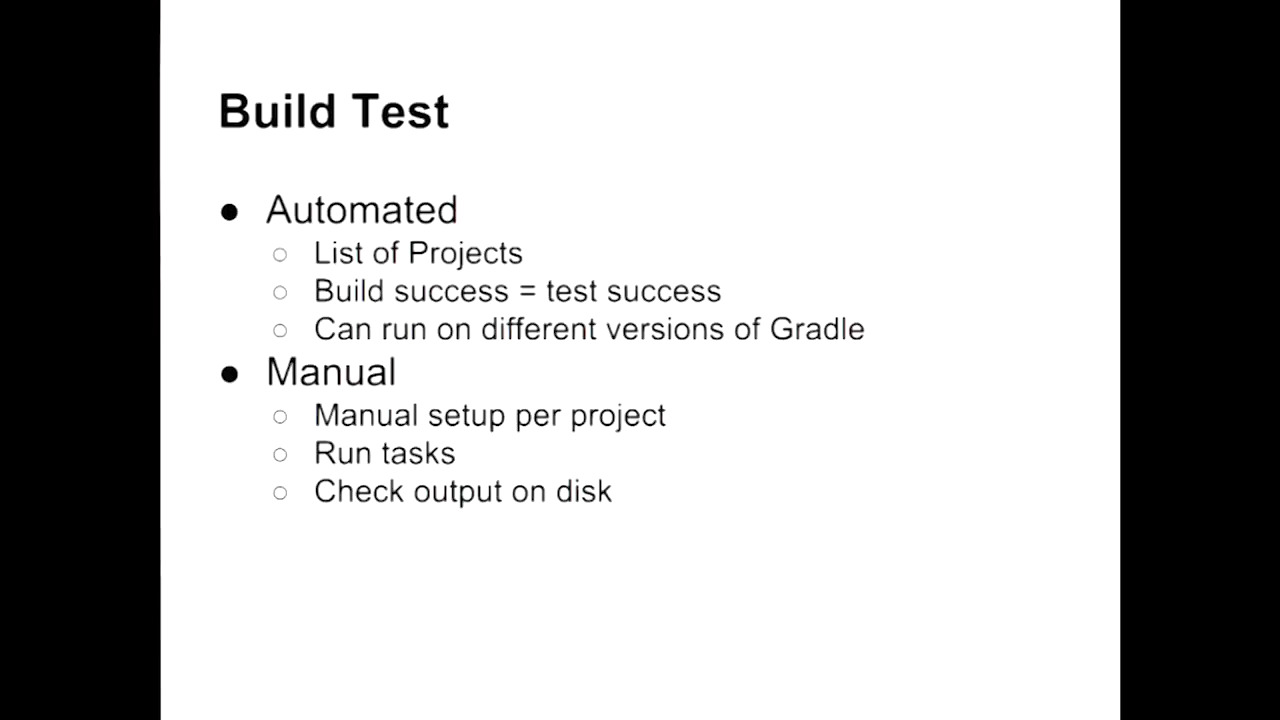 Build Test
● Automated
○ List of Projects
○ Build success = test success
○ Can run on different versions of Gradle
● Manual
○ Manual setup per project
○ Run tasks
○ Check output on disk